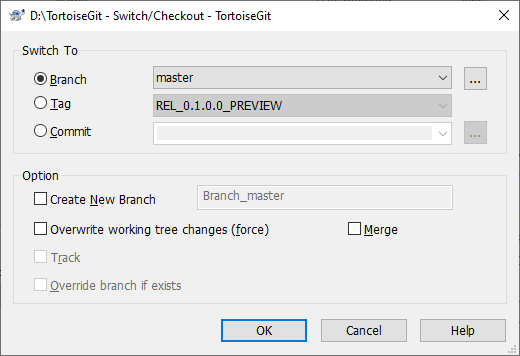 D:\TortoiseGit - Switch/Checkout - TortoiseGit
Switch To
Branch
master
...
Tag
REL_0.1.0.0_PREVIEW
Commit
...
Option
Create New Branch
Branch_master
Overwrite working tree changes (force)
Merge
Track
Override branch if exists
OK
Cancel
Help